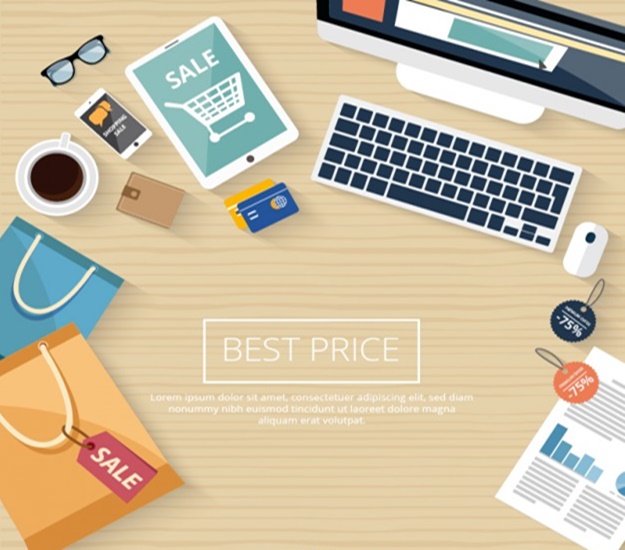 SALE
SHOPPING
SALE
-75%
BEST PRICE
-75%
Lorem ipsum dolor sit amet, consectetuer adipiscing elit, sed diam
nonummy nibh euismod tincidunt ut laoreet dolore magna
aliquam erat volutpat.
SALE